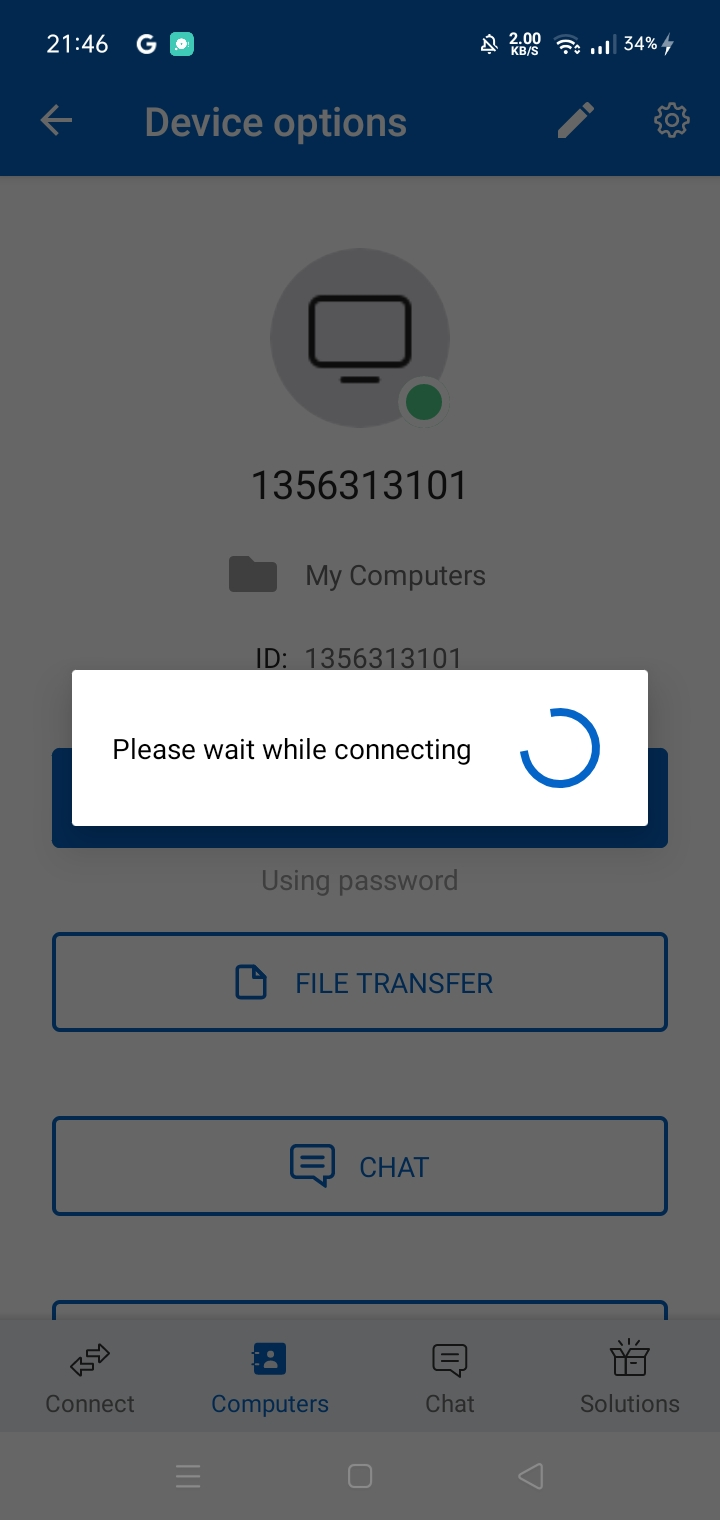 21:46 G 2.00 KB/S 34%
Device options
1356313101
My Computers
ID: 1356313101
Please wait while connecting
Using password
FILE TRANSFER
CHAT
Connect Computers Chat Solutions